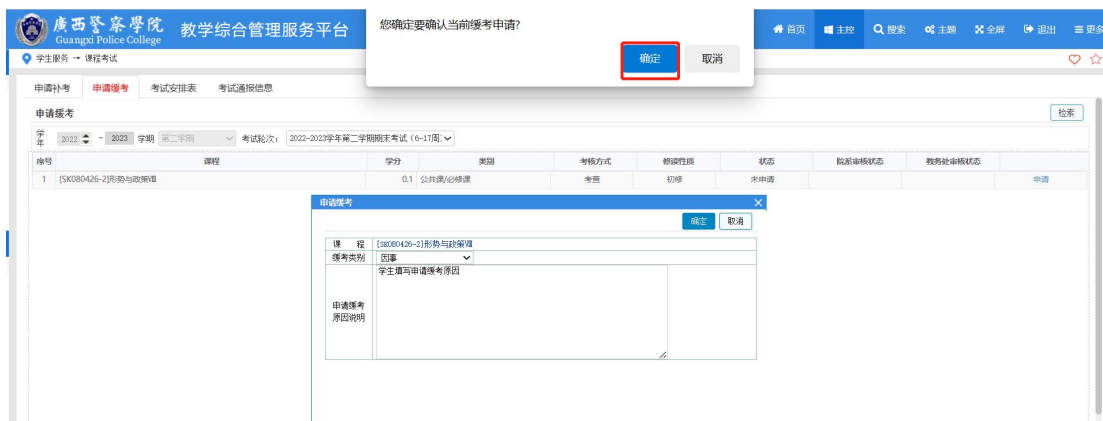 廣西警察學院 教学综合管理服务平台
Guangxi Police College
首页 主控 搜索 主题 全屏 退出 更多
您确定要确认当前缓考申请?
确定 取消
学生服务 → 课程考试
申请补考 申请缓考 考试安排表 考试通报信息
申请缓考 检索
学年 2022 - 2023 学期 第二学期 考试轮次: 2022-2023学年第二学期期末考试 (6-17周)
序号 课程 学分 类别 考核方式 修读性质 状态 院系审核状态 教务处审核状态
1 [SK080426-2]形势与政策Ⅷ 0.1 公共课/必修课 考查 初修 未申请 申请
申请缓考
确定 取消
课 程 [SK080426-2]形势与政策Ⅷ
缓考类别 因事
申请缓考原因说明 学生填写申请缓考原因